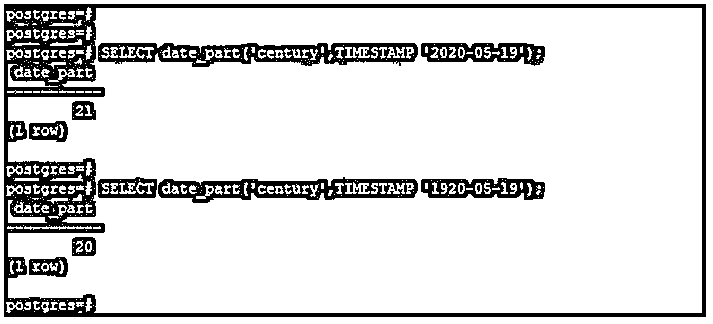 postgres=#
postgres=#
postgres=# SELECT date_part('century',TIMESTAMP '2020-05-19');
date_part
-----------
21
(1 row)
postgres=#
postgres=# SELECT date_part('century',TIMESTAMP '1920-05-19');
date_part
-----------
20
(1 row)
postgres=#